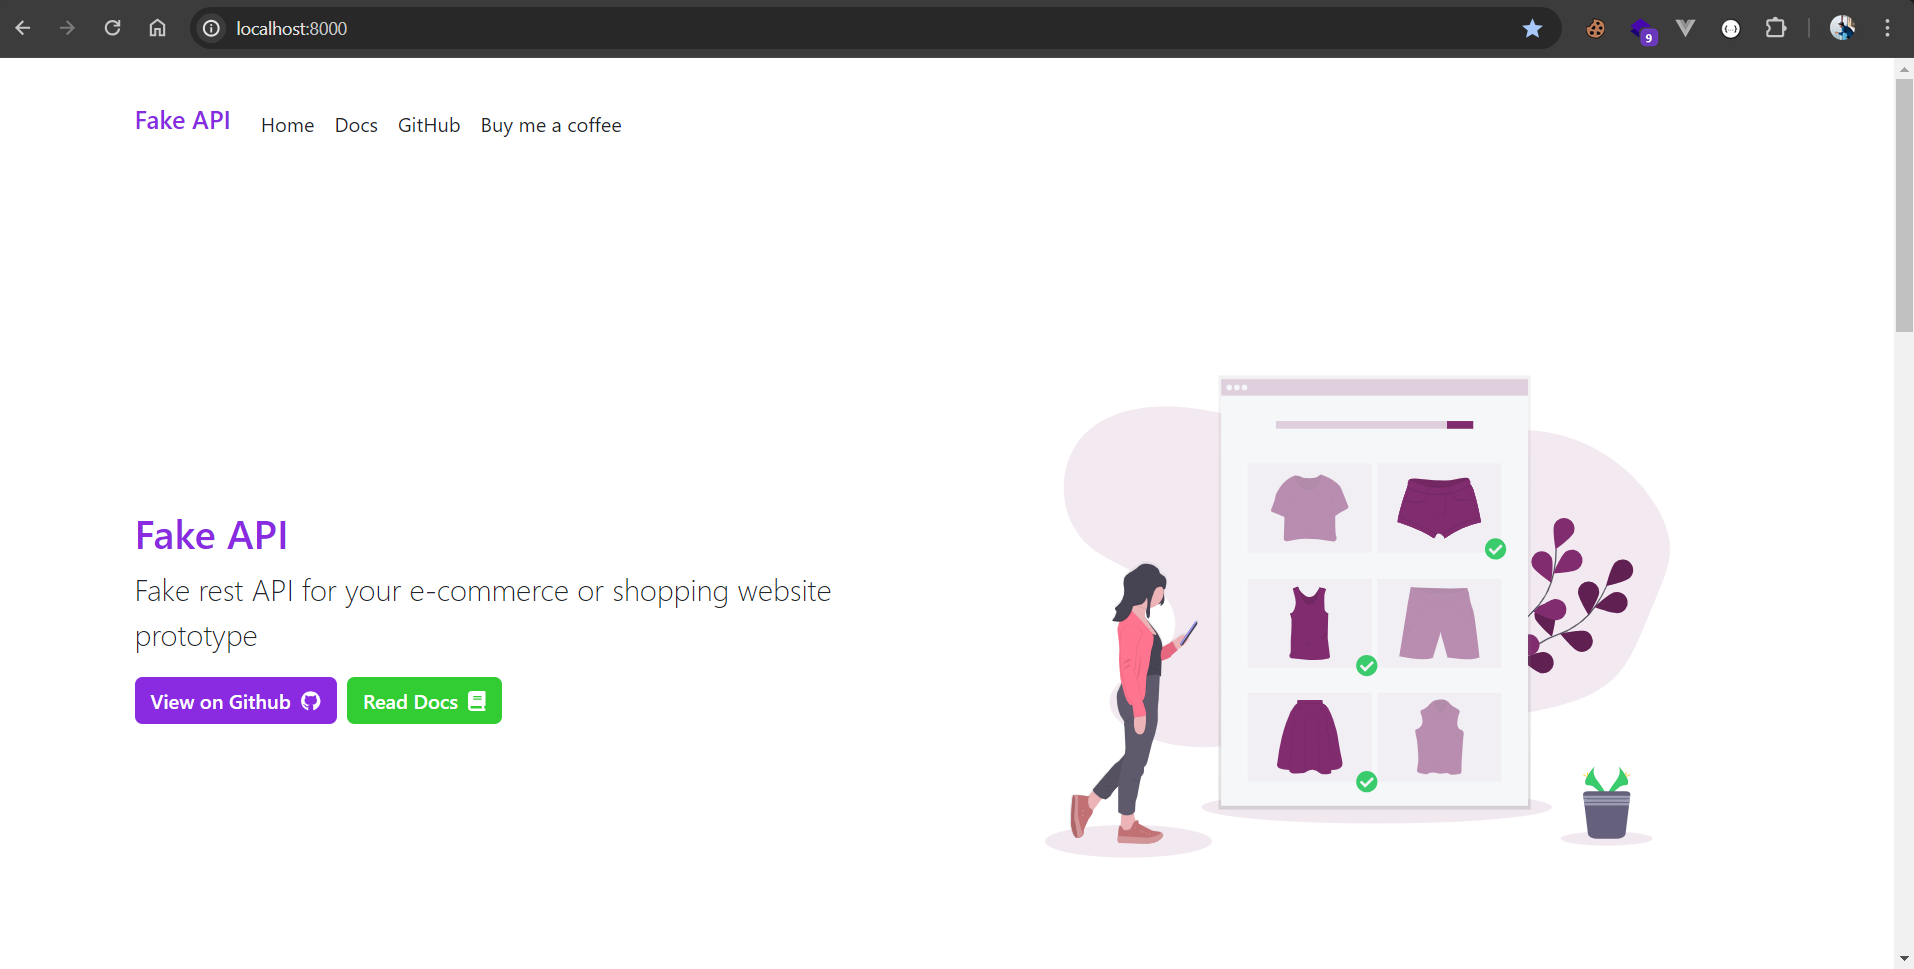 localhost:8000
9
Fake API Home Docs GitHub Buy me a coffee
Fake API
Fake rest API for your e-commerce or shopping website
prototype
View on Github Read Docs